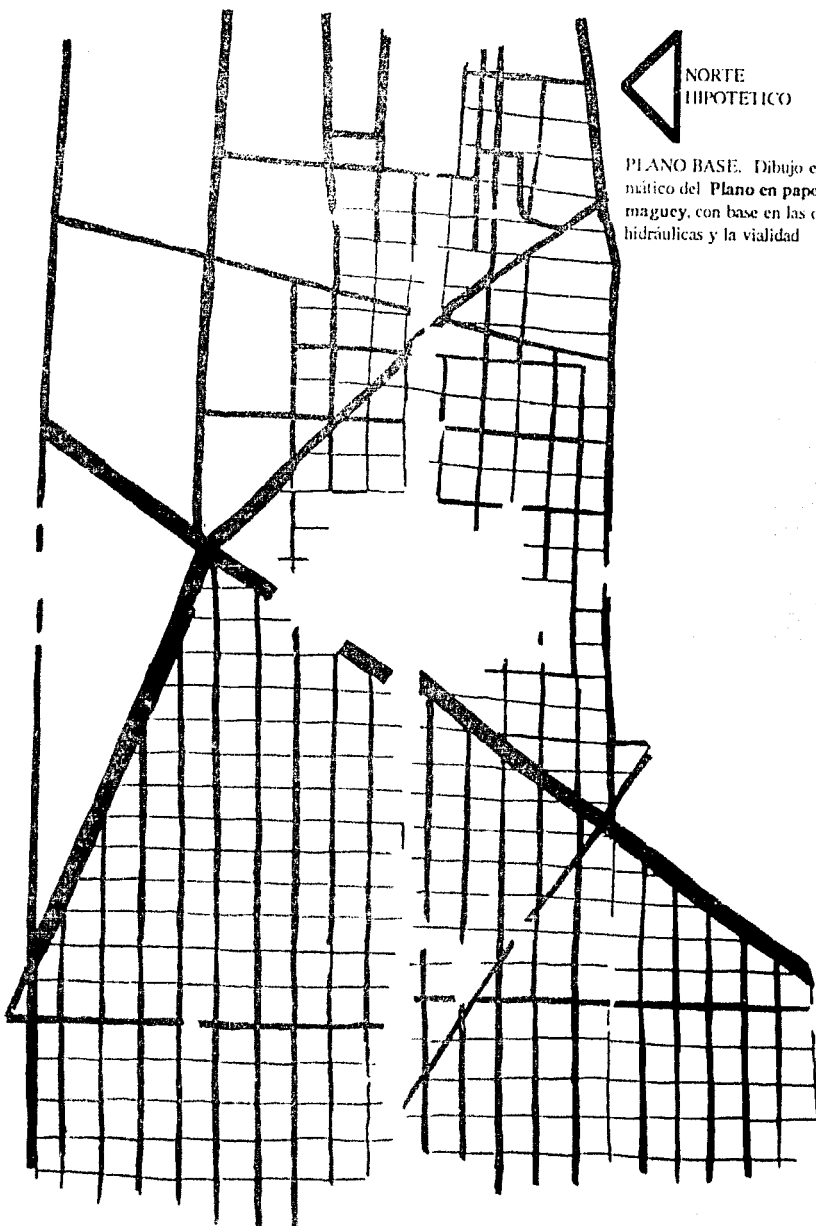 NORTE
HIPOTETICO
PLANO BASE. Dibujo e
mático del Plano en pape
maguey, con base en las o
hidráulicas y la vialidad